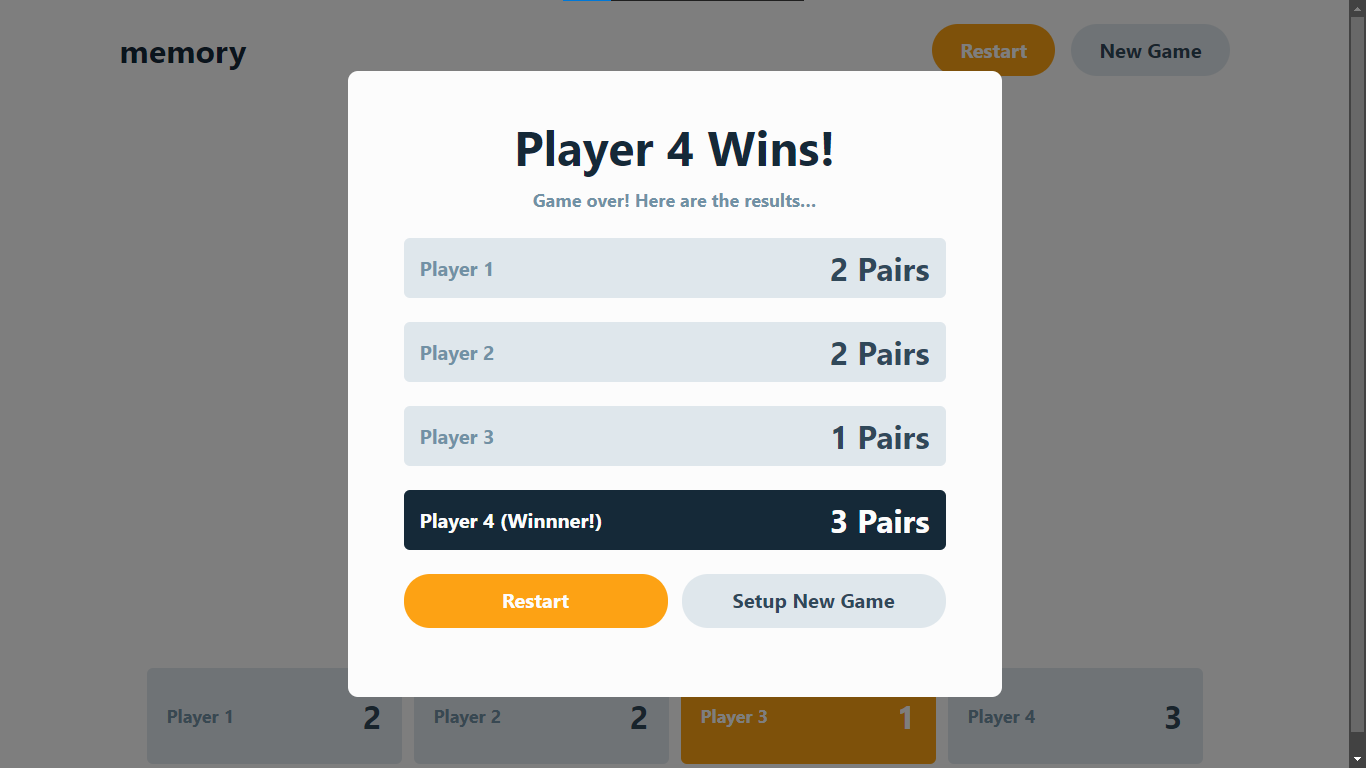 memory
Restart
New Game
Player 4 Wins!
Game over! Here are the results...
Player 1 2 Pairs
Player 2 2 Pairs
Player 3 1 Pairs
Player 4 (Winnner!) 3 Pairs
Restart
Setup New Game
Player 1 2
Player 2 2
Player 3 1
Player 4 3